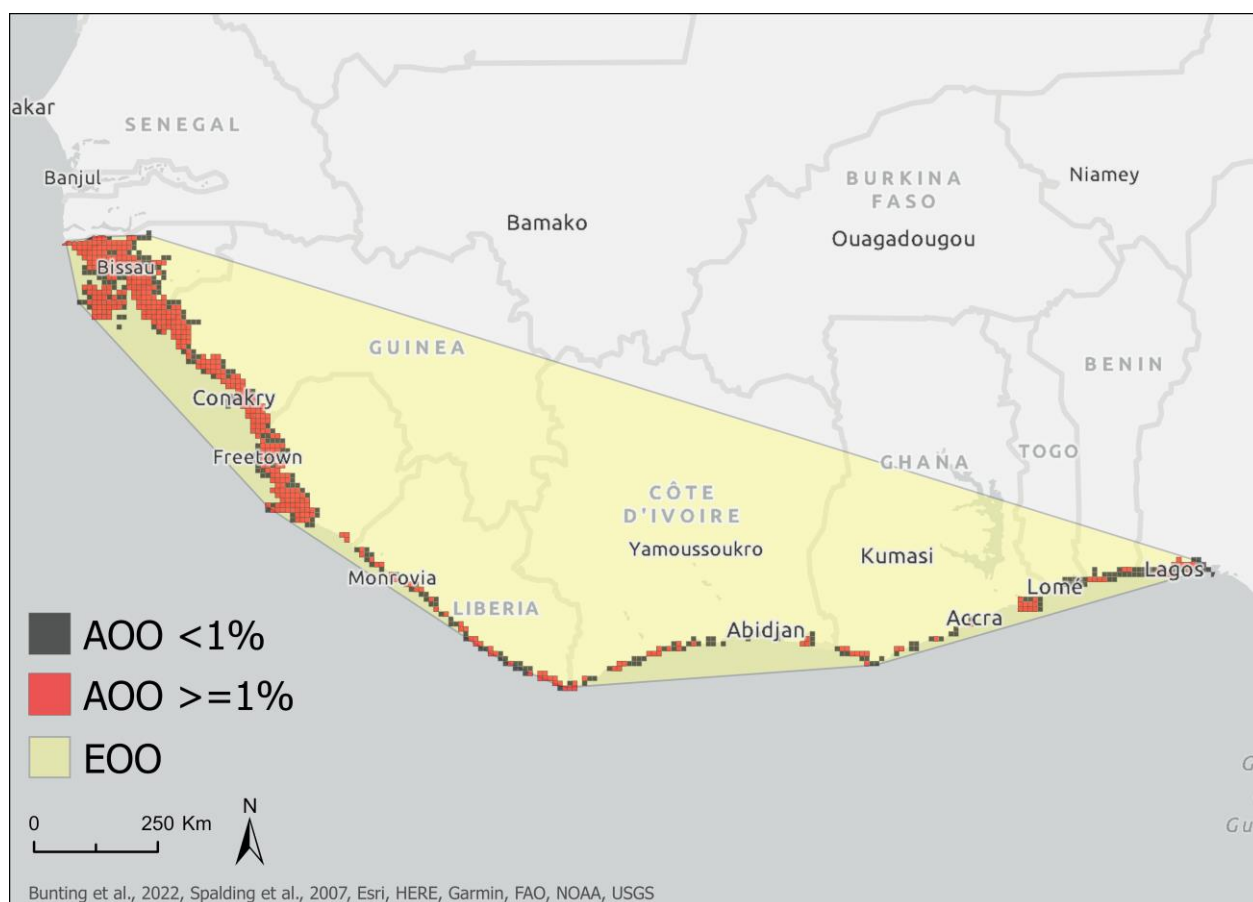 akar
SENEGAL
Banjul
Niamey
BURKINA
FASO
Bamako
Ouagadougou
Bissau
GUINEA
BENIN
Conakry
Freetown
GHANA
TOGO
CÔTE
D'IVOIRE
Yamoussoukro
Kumasi
Lagos
Monrovia
Lomé
LIBERIA
Accra
Abidjan
AOO <1%
AOO >=1%
EOO
G
N
0
250 Km
Gu
Bunting et al., 2022, Spalding et al., 2007, Esri, HERE, Garmin, FAO, NOAA, USGS